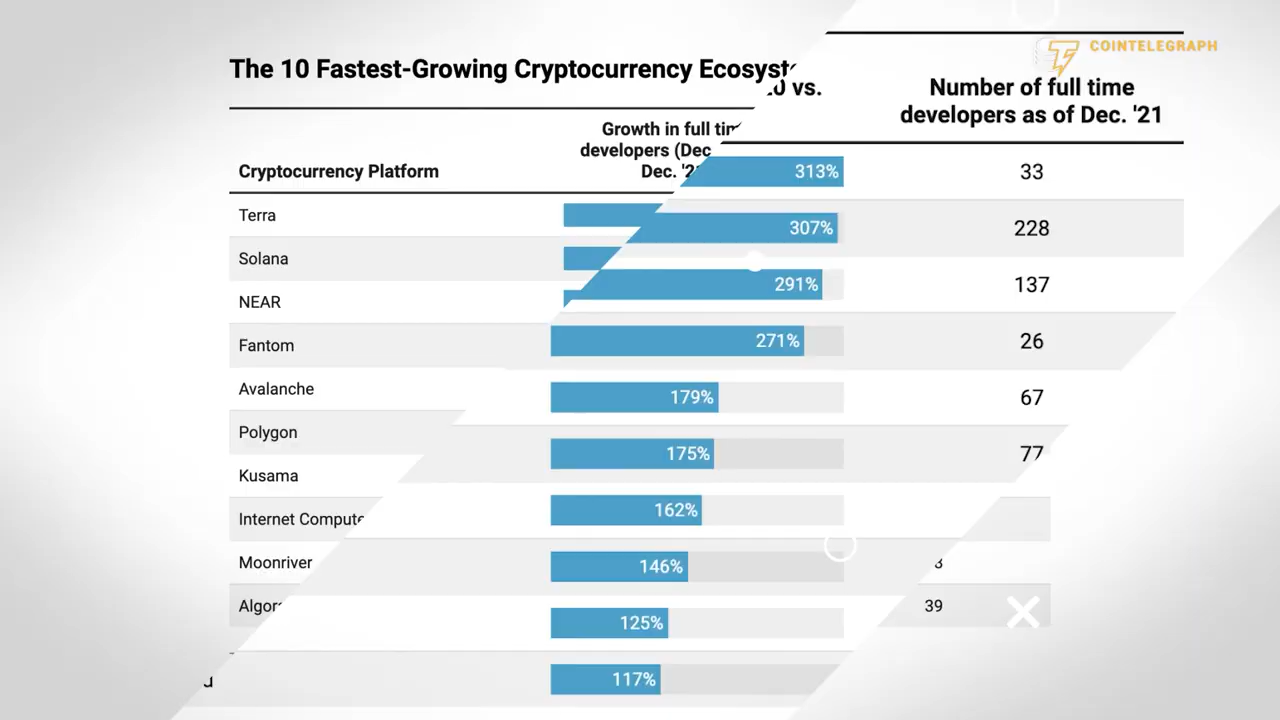 COINTELEGRAPH
The 10 Fastest-Growing Cryptocurrency Ecosyst
0 vs.
Number of full time
developers as of Dec. '21
Growth in full tim
developers (Dec
Dec. '2
Cryptocurrency Platform
313% 33
Terra
307% 228
Solana
291% 137
NEAR
271% 26
Fantom
Avalanche
179% 67
Polygon
175% 77
Kusama
162%
Internet Compute
Moonriver
146%
Algor
39
125%
117%